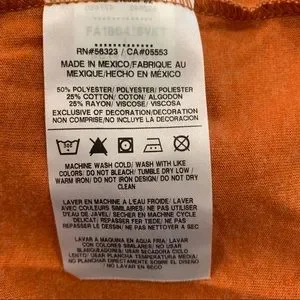 RN#56323 / CA#05553
MADE IN MEXICO/FABRIQUÉ AU
MEXIQUE/HECHO EN MÉXICO
50% POLYESTER/ POLYESTER/ POLIÉSTER
25% COTTON/ COTON/ ALGODÓN
25% RAYON/ VISCOSE/ VISCOSA
EXCLUSIVE OF DECORATION/DÉCORATION
NON COMPRISE/NO INCLUYE LA DECORACIÓN
MACHINE WASH COLD/ WASH WITH LIKE
COLORS/ DO NOT BLEACH/ TUMBLE DRY LOW /
WARM IRON/ DO NOT IRON DESIGN/ DO NOT DRY
CLEAN
LAVER EN MACHINE À L'EAU FROIDE/ LAVER
AVEC COULEURS SIMILAIRES/ NE PAS UTILISER
D'EAU DE JAVEL/ SÉCHER EN MACHINE CYCLE
DÉLICAT/ REPASSER FER TIÈDE/ NE PAS
REPASSER LE DESSIN/ NE PAS NETTOYER À SEC
LAVAR A MÁQUINA EN AGUA FRÍA/ LAVAR
CON COLORES SIMILARES/ NO USAR
BLANQUEADOR/ SECADORA CICLO
LENTO/ USAR PLANCHA TEMPLADA/
NO PLANCHAR DIRECTAMENTE SOBRE EL DISEÑO
/ NO LAVAR EN SECO